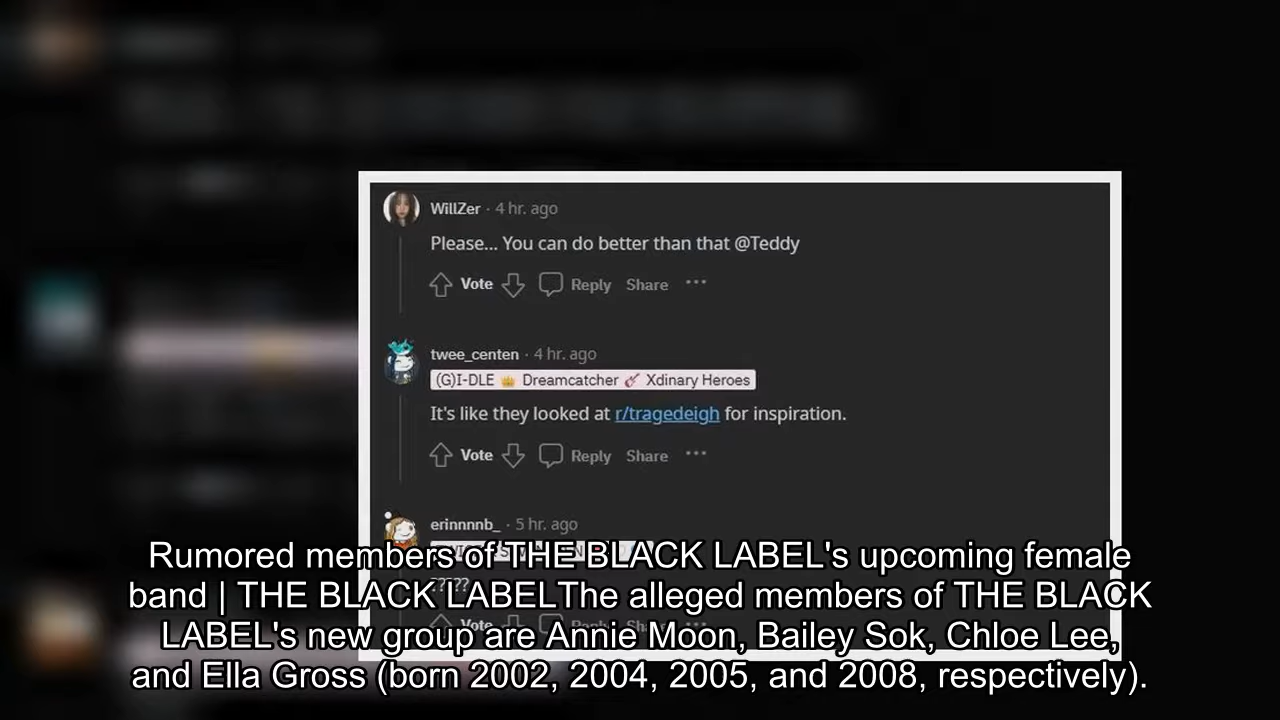 WillZer · 4 hr. ago
Please... You can do better than that @Teddy
Vote Reply Share ...
twee_centen · 4 hr. ago
(G)I-DLE 👑 Dreamcatcher 🎸 Xdinary Heroes
It's like they looked at r/tragedeigh for inspiration.
Vote Reply Share ...
erinnnnb_ · 5 hr. ago
?????
Vote Reply Share
Rumored members of THE BLACK LABEL's upcoming female
band | THE BLACK LABELThe alleged members of THE BLACK
LABEL's new group are Annie Moon, Bailey Sok, Chloe Lee,
and Ella Gross (born 2002, 2004, 2005, and 2008, respectively).